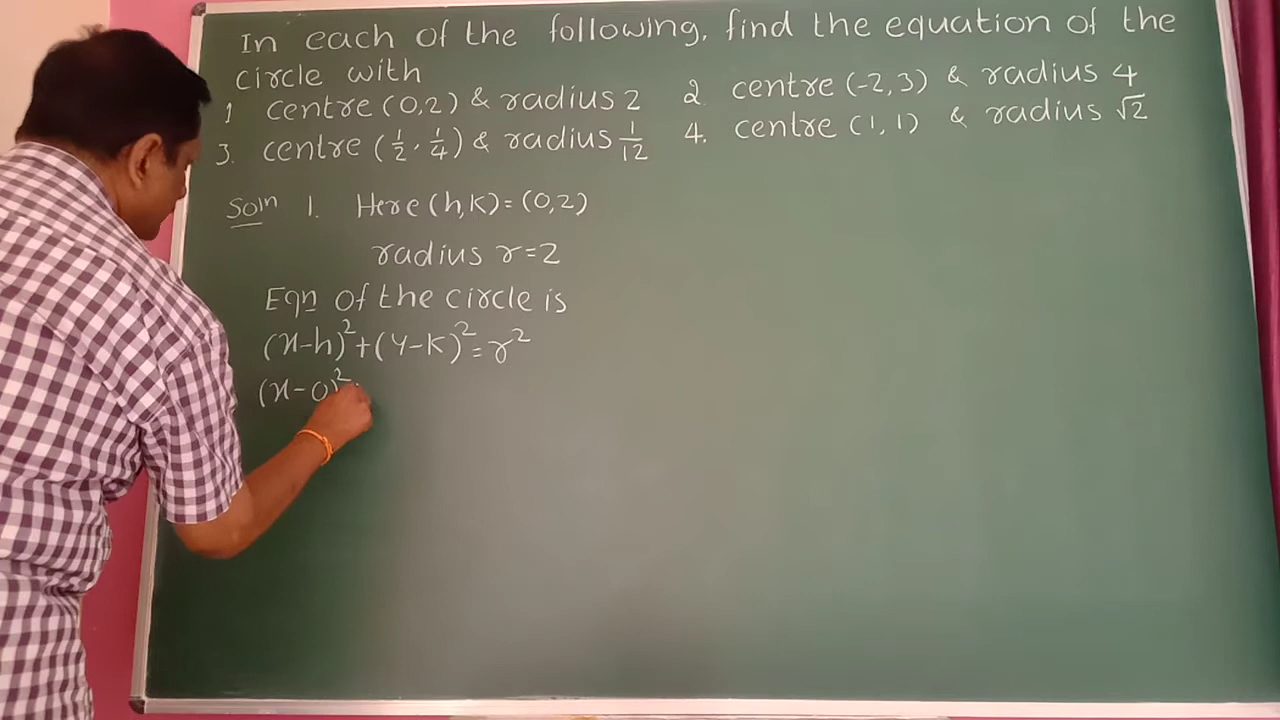 In each of the following, find the equation of the
circle with
1 centre (0,2) & radius 2
2. centre (-2,3) & radius 4
3. centre (1/2, 1/4) & radius 1/12
4. centre (1,1) & radius √2
Soln 1. Here (h,k)=(0,2)
radius r=2
Eqn of the circle is
(x-h)²+(y-k)²=r²
(x-0)²